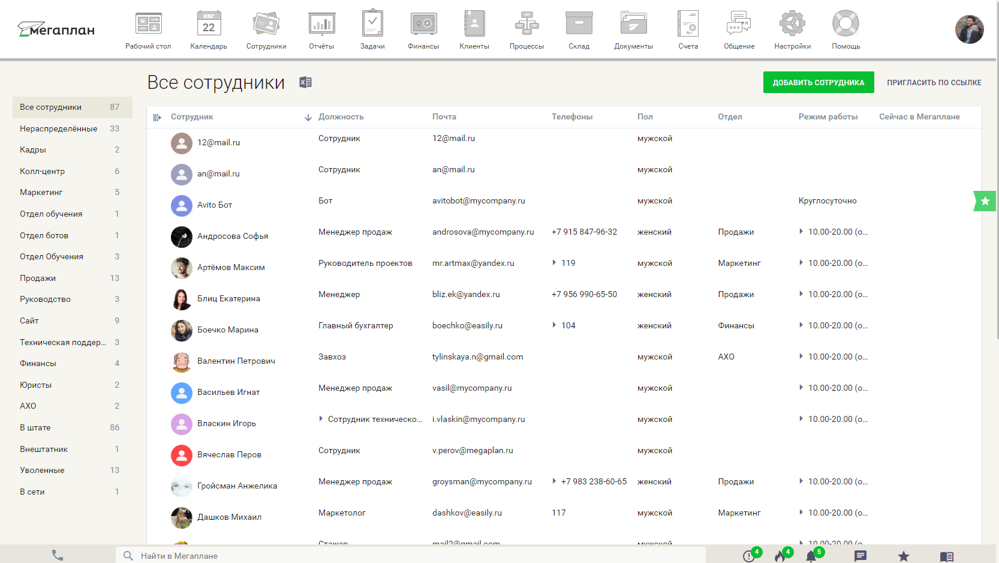 мегаплан
авг
22
Рабочий стол
Календарь
Сотрудники
Отчёты
Задачи
Финансы
Клиенты
Процессы
Склад
Документы
Счета
Общение
Настройки
Помощь
Все сотрудники
ДОБАВИТЬ СОТРУДНИКА
ПРИГЛАСИТЬ ПО ССЫЛКЕ
Все сотрудники 87
Нераспределённые 33
Кадры 2
Колл-центр 6
Маркетинг 5
Отдел обучения 1
Отдел ботов 1
Отдел Обучения 3
Продажи 13
Руководство 3
Сайт 9
Техническая поддер... 3
Финансы 4
Юристы 2
АХО 2
В штате 86
Внештатник 1
Уволенные 13
В сети 1
Сотрудник Должность Почта Телефоны Пол Отдел Режим работы Сейчас в Мегаплане
12@mail.ru Сотрудник 12@mail.ru мужской
an@mail.ru Сотрудник an@mail.ru мужской
Avito Бот Бот avitobot@mycompany.ru мужской Круглосуточно
Андросова Софья Менеджер продаж androsova@mycompany.ru +7 915 847-96-32 женский Продажи 10.00-20.00 (о...
Артёмов Максим Руководитель проектов mr.artmax@yandex.ru 119 мужской Маркетинг 10.00-20.00 (о...
Блиц Екатерина Менеджер bliz.ek@yandex.ru +7 956 990-65-50 женский Продажи 10.00-20.00 (о...
Боечко Марина Главный бухгалтер boechko@easily.ru 104 женский Финансы 10.00-20.00 (о...
Валентин Петрович Завхоз tylinskaya.n@gmail.com мужской АХО 10.00-20.00 (о...
Васильев Игнат Менеджер продаж vasil@mycompany.ru мужской 10.00-20.00 (о...
Власкин Игорь Сотрудник техническо... i.vlaskin@mycompany.ru мужской 10.00-20.00 (о...
Вячеслав Перов Сотрудник v.perov@megaplan.ru мужской
Гройсман Анжелика Менеджер продаж groysman@mycompany.ru +7 983 238-60-65 женский Продажи 10.00-20.00 (о...
Дашков Михаил Маркетолог dashkov@easily.ru 117 мужской Маркетинг 10.00-20.00 (о...
Стажер mail2@gmail.com мужской 10.00-20.00 (о...
Найти в Мегаплане
4
4
5